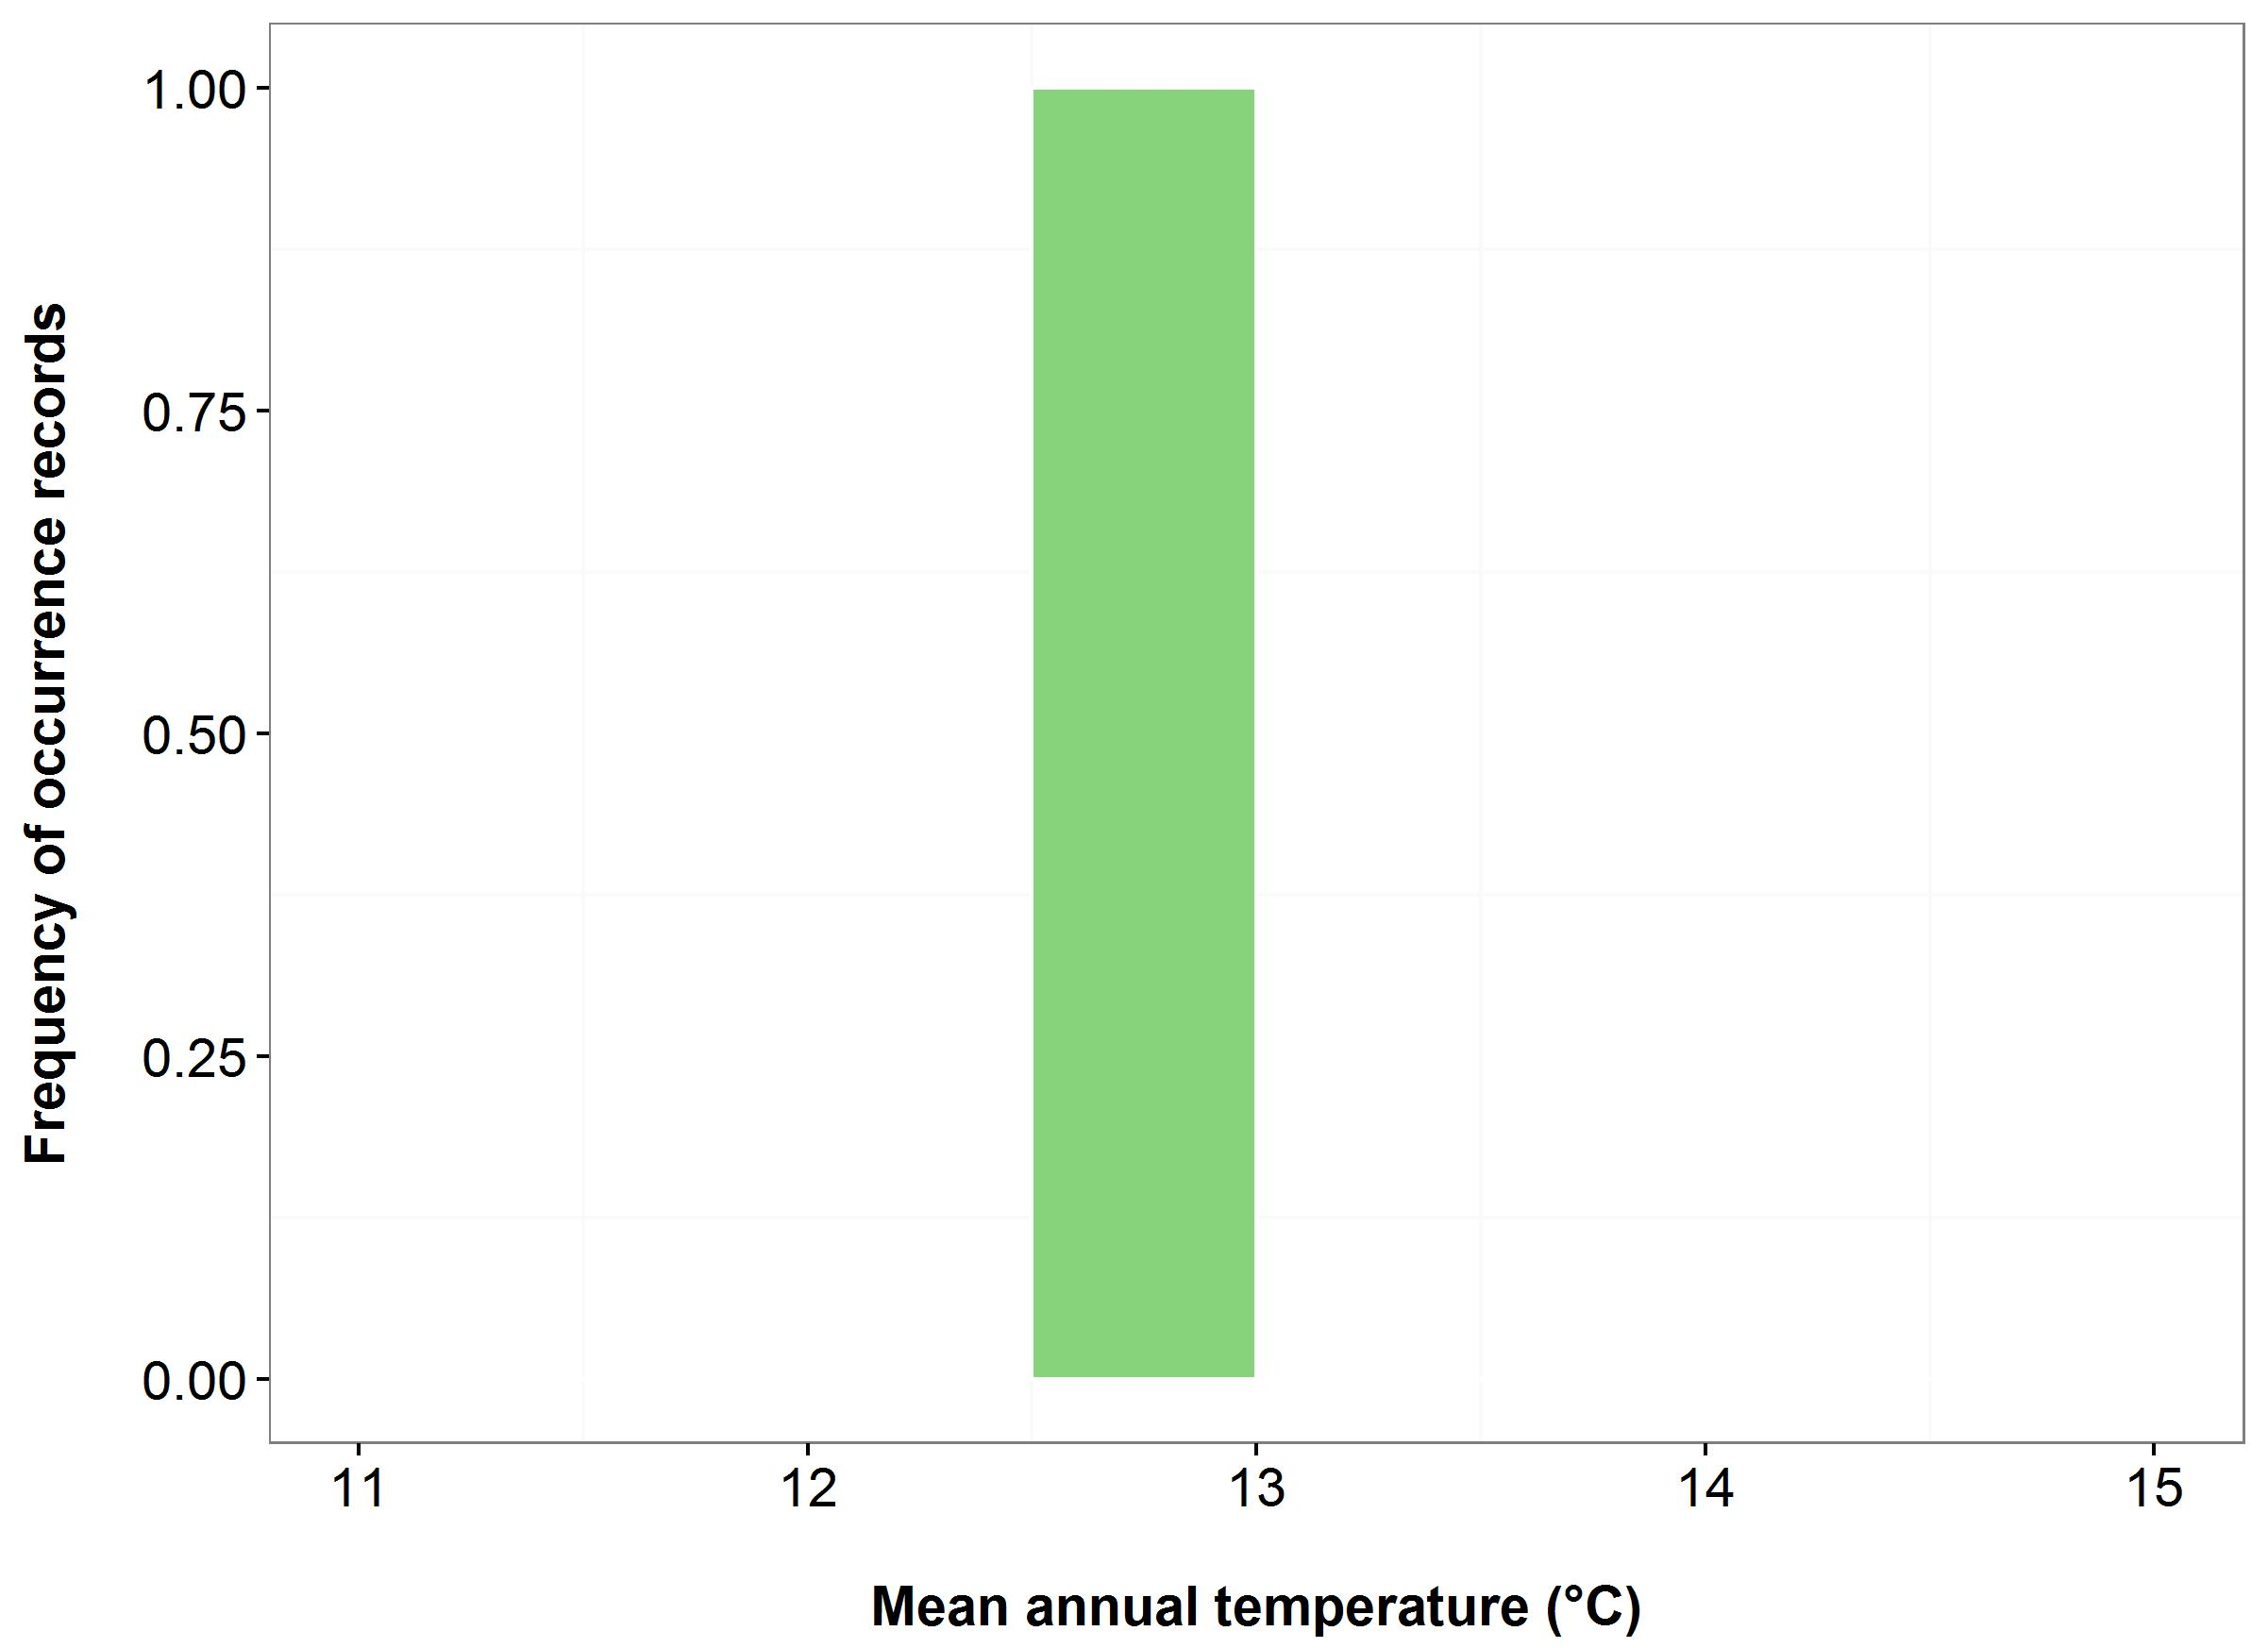 Frequency of occurrence records
1.00
0.75
0.50
0.25
0.00
11 12 13 14 15
Mean annual temperature (°C)